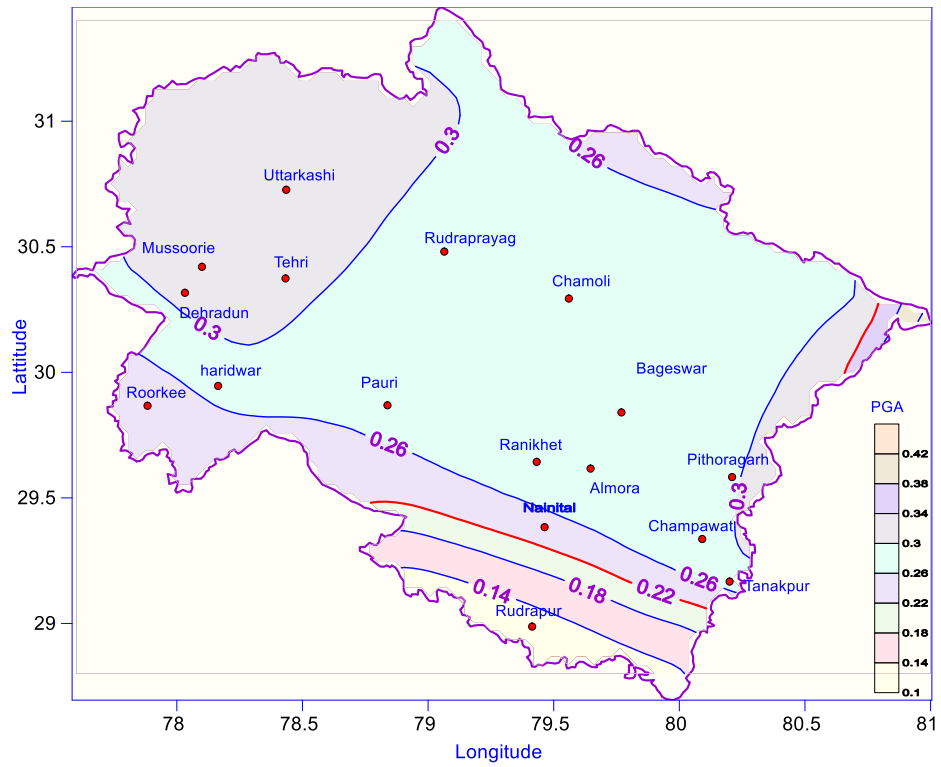 31
0.3
0.26
Uttarkashi
30.5
Mussoorie
Rudraprayag
Tehri
Chamoli
Dehradun
0.3
30
haridwar
Bageswar
Roorkee
Pauri
Lattitude
PGA
0.26
Ranikhet
Pithoragarh
0.42
Almora
0.38
29.5
0.3
Nainital
0.34
Champawat
0.3
0.26
0.26
Tanakpur
0.14
0.18
0.22
0.22
Rudrapur
29
0.18
0.14
0.1
78
78.5
79
79.5
80
80.5
81
Longitude